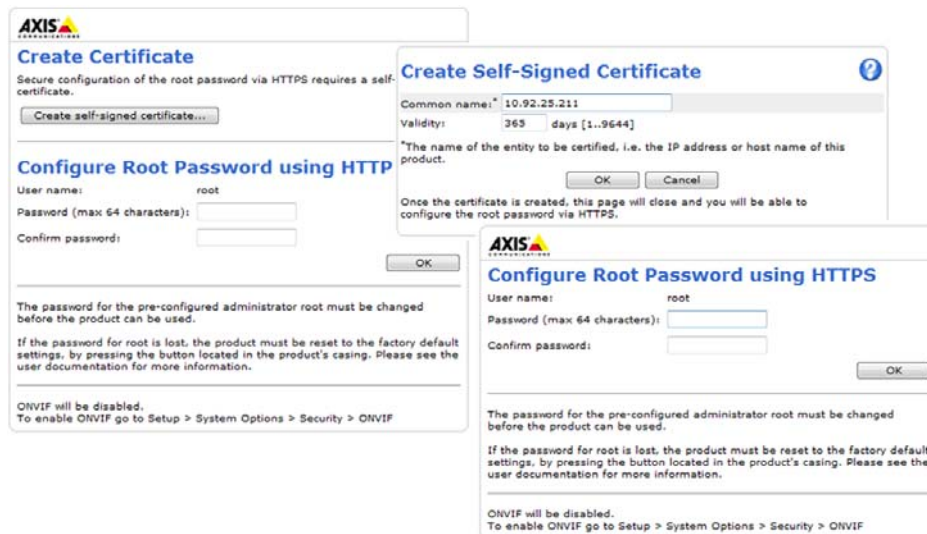 AXIS
COMMUNICATIONS
Create Certificate
Secure configuration of the root password via HTTPS requires a self-
certificate.
Create self-signed certificate...
Configure Root Password using HTTP
User name: root
Password (max 64 characters):
Confirm password:
OK
The password for the pre-configured administrator root must be changed
before the product can be used.
If the password for root is lost, the product must be reset to the factory default
settings, by pressing the button located in the product's casing. Please see the
user documentation for more information.
ONVIF will be disabled.
To enable ONVIF go to Setup > System Options > Security > ONVIF
Create Self-Signed Certificate
?
Common name:* 10.92.25.211
Validity: 365 days [1..9644]
*The name of the entity to be certified, i.e. the IP address or host name of this
product.
OK Cancel
Once the certificate is created, this page will close and you will be able to
configure the root password via HTTPS.
AXIS
COMMUNICATIONS
Configure Root Password using HTTPS
User name: root
Password (max 64 characters):
Confirm password:
OK
The password for the pre-configured administrator root must be changed
before the product can be used.
If the password for root is lost, the product must be reset to the factory default
settings, by pressing the button located in the product's casing. Please see the
user documentation for more information.
ONVIF will be disabled.
To enable ONVIF go to Setup > System Options > Security > ONVIF